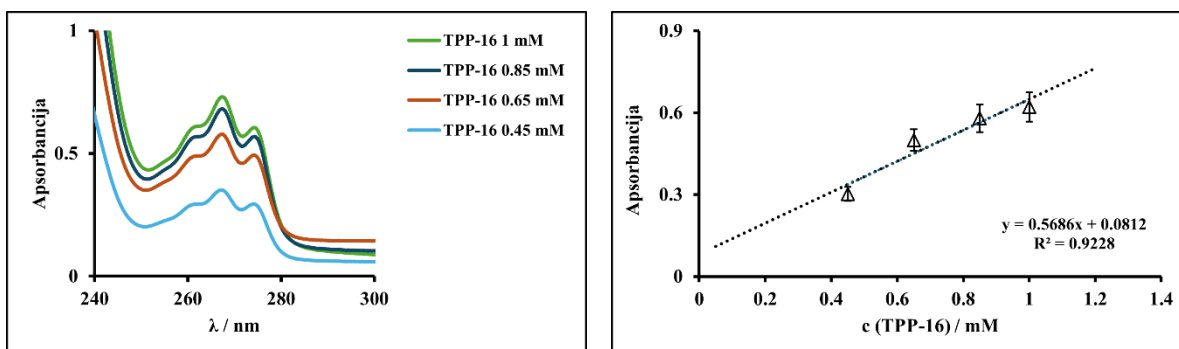 1
0.5
0
Apsorbancija
240
260
280
300
λ / nm
TPP-16 1 mM
TPP-16 0.85 mM
TPP-16 0.65 mM
TPP-16 0.45 mM
0.9
0.6
0.3
0
Apsorbancija
0
0.2
0.4
0.6
0.8
1
1.2
1.4
c (TPP-16) / mM
y = 0.5686x + 0.0812
R² = 0.9228